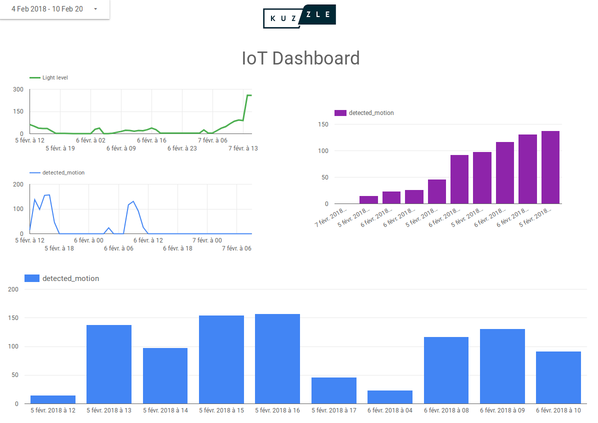 4 Feb 2018 - 10 Feb 20
KUZZLE
IoT Dashboard
Light level
300
150
0
5 févr. à 12 6 févr. à 02 6 févr. à 16 7 févr. à 06
5 févr. à 19 6 févr. à 09 6 févr. à 23 7 févr. à 13
detected_motion
200
100
0
5 févr. à 12 6 févr. à 00 6 févr. à 12 7 févr. à 00
5 févr. à 18 6 févr. à 06 6 févr. à 18 7 févr. à 06
detected_motion
150
100
50
0
7 févr. 2018... 5 févr. 2018... 6 févr. 2018... 6 févr. 2018... 5 févr. 2018... 6 févr. 2018... 5 févr. 2018... 6 févr. 2018... 6 févr. 2018... 5 févr. 2018...
detected_motion
200
150
100
50
0
5 févr. 2018 à 12 5 févr. 2018 à 13 5 févr. 2018 à 14 5 févr. 2018 à 15 5 févr. 2018 à 16 5 févr. 2018 à 17 6 févr. 2018 à 04 6 févr. 2018 à 08 6 févr. 2018 à 09 6 févr. 2018 à 10